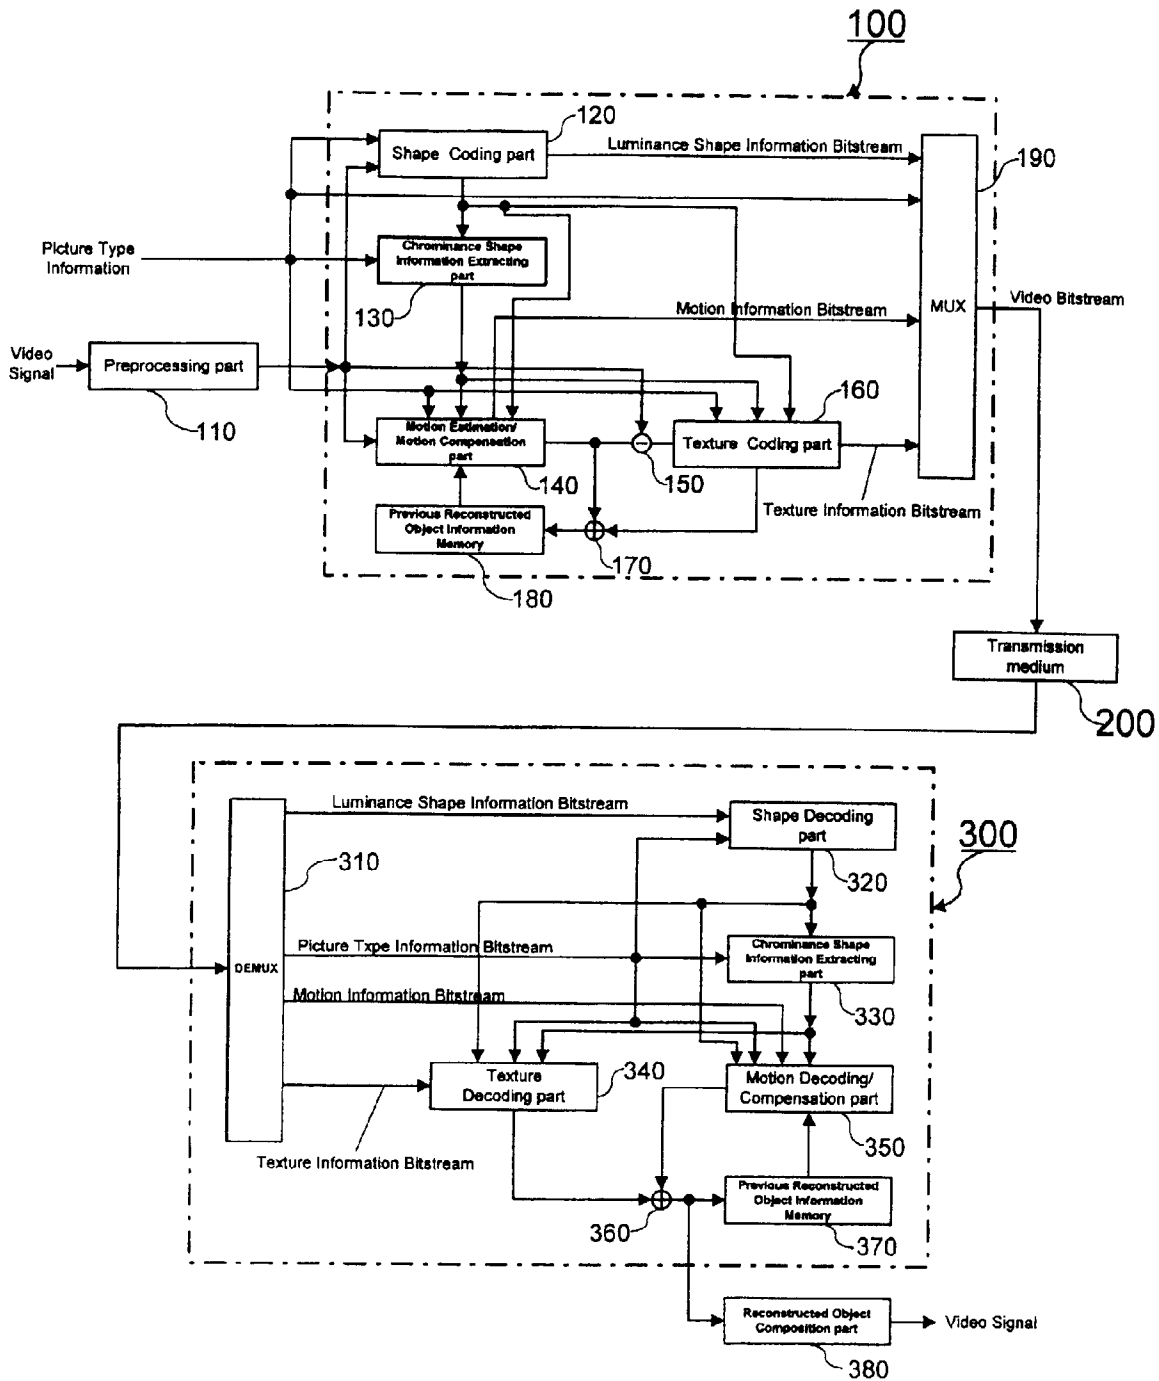 100
120
Shape Coding part
Luminance Shape Information Bitstream
190
Picture Type
Information
Chrominance Shape
Information Extracting
part
130
Motion Information Bitstream
MUX
Video Bitstream
Video
Signal
Preprocessing part
110
160
Motion Estimation/
Motion Compensation
part
Texture Coding part
140
150
Texture Information Bitstream
Previous Reconstructed
Object Information
Memory
170
180
Transmission
medium
200
Luminance Shape Information Bitstream
Shape Decoding
part
300
310
320
Picture Txpe Information Bitstream
Chrominance Shape
Information Extracting
part
DEMUX
Motion Information Bitstream
330
Texture
Decoding part
340
Motion Decoding/
Compensation part
350
Texture Information Bitstream
Previous Reconstructed
Object Information
Memory
360
370
Reconstructed Object
Composition part
Video Signal
380